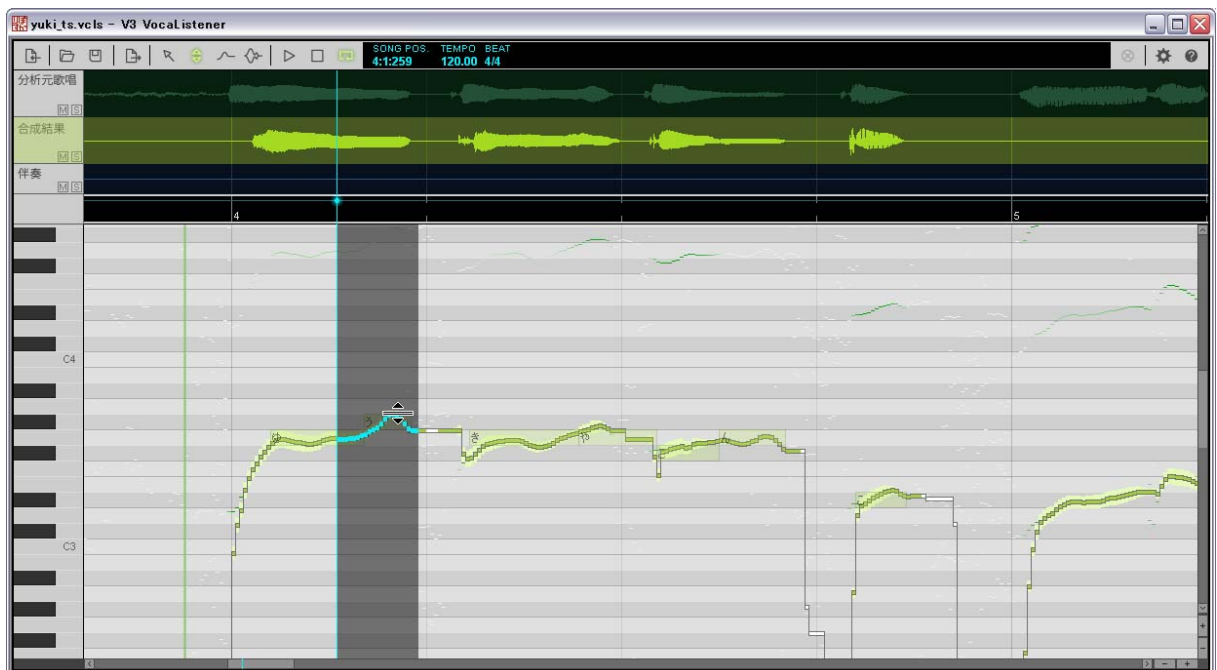 yuki_ts.vcls - V3 VocaListener
SONG POS. TEMPO BEAT
4:1:259 120.00 4/4
分析元歌唱
M S
合成結果
M S
伴奏
M S
4 5
C4
C3